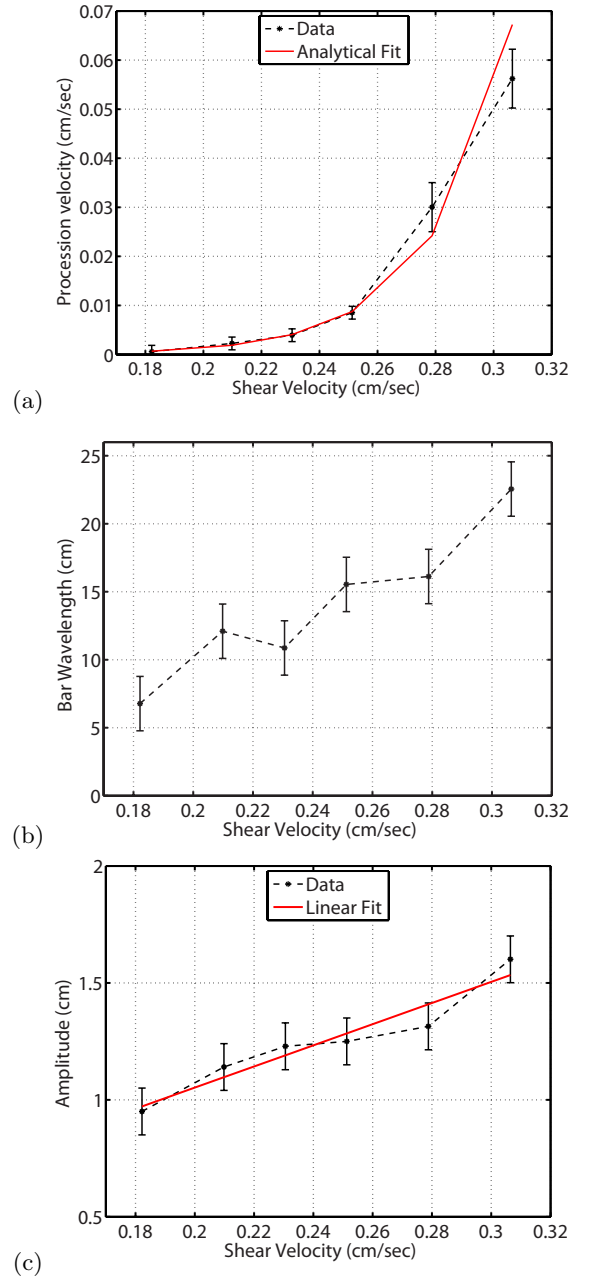 0.07
0.06
0.05
0.04
0.03
0.02
0.01
0
Procession velocity (cm/sec)
Data
Analytical Fit
0.18 0.2 0.22 0.24 0.26 0.28 0.3 0.32
Shear Velocity (cm/sec)
(a)
25
20
15
10
5
0
Bar Wavelength (cm)
0.18 0.2 0.22 0.24 0.26 0.28 0.3 0.32
Shear Velocity (cm/sec)
(b)
2
1.5
1
0.5
Amplitude (cm)
Data
Linear Fit
0.18 0.2 0.22 0.24 0.26 0.28 0.3 0.32
Shear Velocity (cm/sec)
(c)